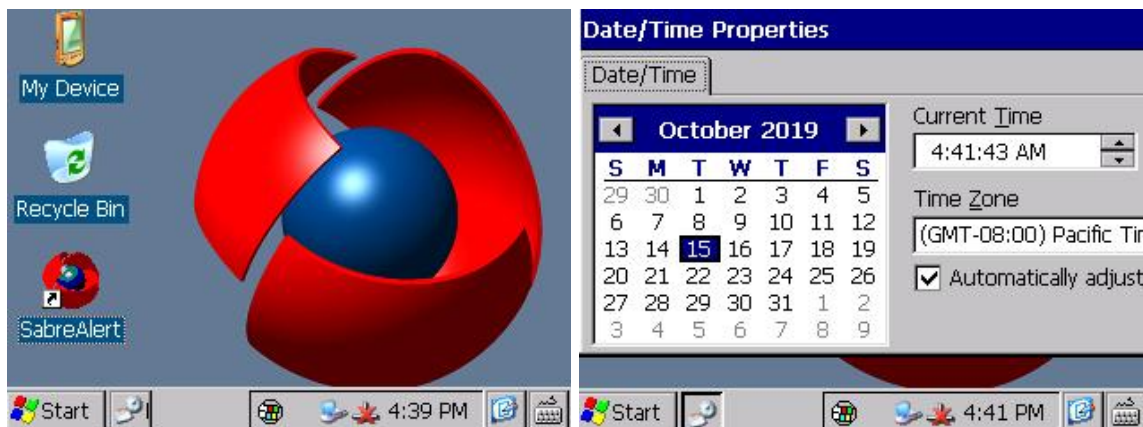 My Device
Recycle Bin
SabreAlert
Start
4:39 PM
Date/Time Properties
Date/Time
October 2019
S M T W T F S
29 30 1 2 3 4 5
6 7 8 9 10 11 12
13 14 15 16 17 18 19
20 21 22 23 24 25 26
27 28 29 30 31 1 2
3 4 5 6 7 8 9
Current Time
4:41:43 AM
Time Zone
(GMT-08:00) Pacific
Automatically adjust
Start
4:41 PM